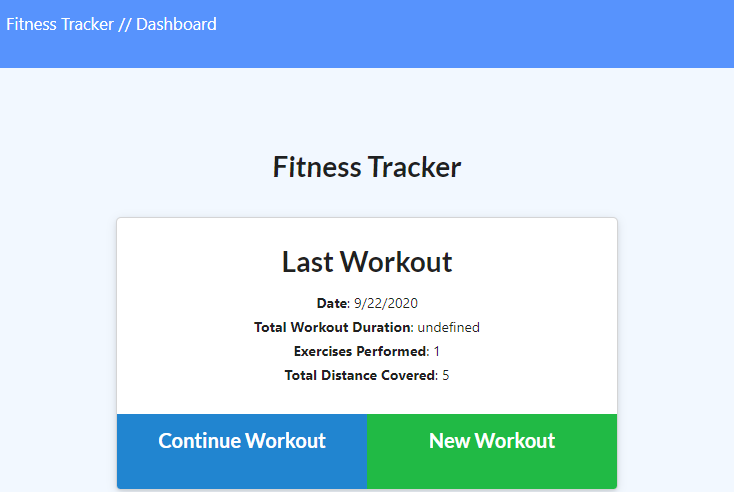 Fitness Tracker // Dashboard
Fitness Tracker
Last Workout
Date: 9/22/2020
Total Workout Duration: undefined
Exercises Performed: 1
Total Distance Covered: 5
Continue Workout New Workout